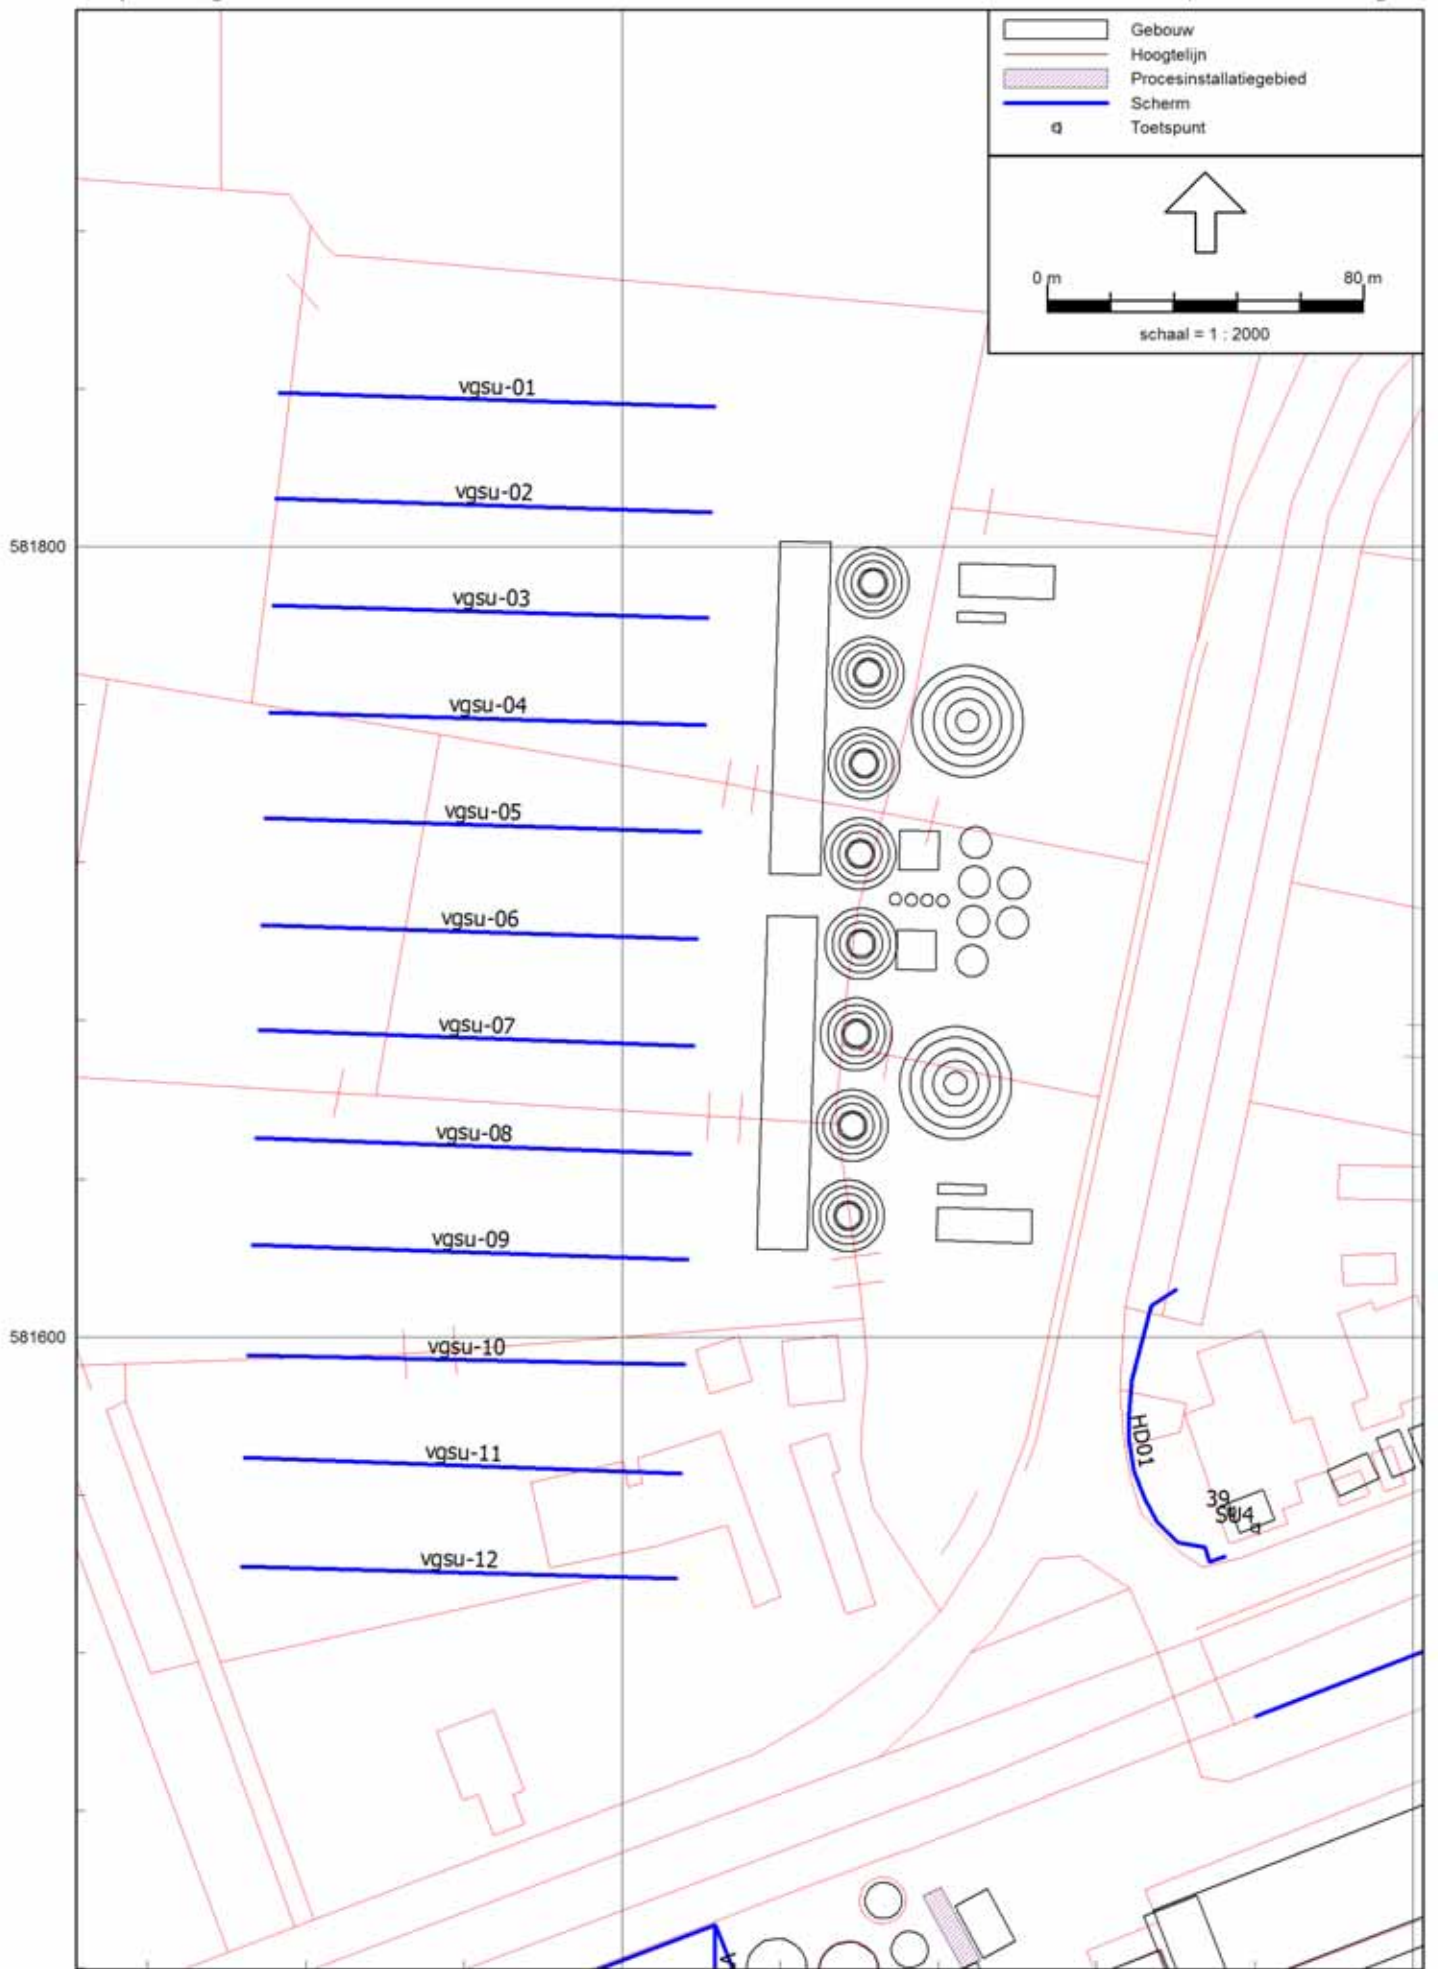 Gebouw
Hoogtelijn
Procesinstallatiegebied
Scherm
Toetspunt
0 m 80 m
schaal = 1 : 2000
vgsu-01
vgsu-02
581800
vgsu-03
vgsu-04
vgsu-05
vgsu-06
vgsu-07
vgsu-08
vgsu-09
581600
vgsu-10
HD01
vgsu-11
39
SU4
vgsu-12